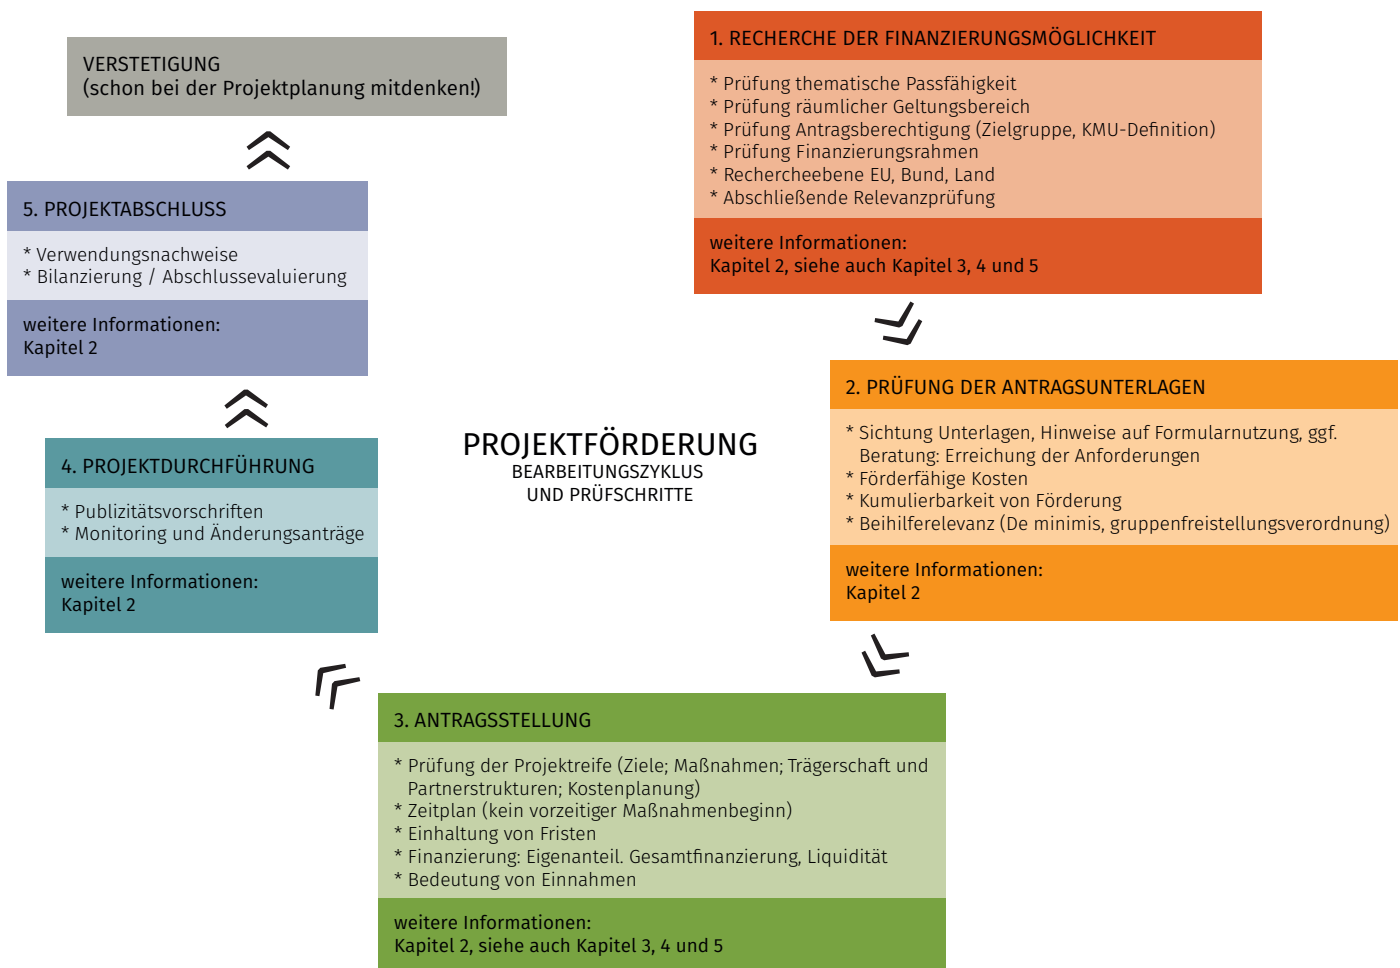 PROJEKTFÖRDERUNG
BEARBEITUNGSZYKLUS
UND PRÜFSCHRITTE
1. RECHERCHE DER FINANZIERUNGSMÖGLICHKEIT
* Prüfung thematische Passfähigkeit
* Prüfung räumlicher Geltungsbereich
* Prüfung Antragsberechtigung (Zielgruppe, KMU-Definition)
* Prüfung Finanzierungsrahmen
* Rechercheebene EU, Bund, Land
* Abschließende Relevanzprüfung
weitere Informationen:
Kapitel 2, siehe auch Kapitel 3, 4 und 5
2. PRÜFUNG DER ANTRAGSUNTERLAGEN
* Sichtung Unterlagen, Hinweise auf Formularnutzung, ggf.
Beratung: Erreichung der Anforderungen
* Förderfähige Kosten
* Kumulierbarkeit von Förderung
* Beihilferelevanz (De minimis, gruppenfreistellungsverordnung)
weitere Informationen:
Kapitel 2
3. ANTRAGSSTELLUNG
* Prüfung der Projektreife (Ziele; Maßnahmen; Trägerschaft und
Partnerstrukturen; Kostenplanung)
* Zeitplan (kein vorzeitiger Maßnahmenbeginn)
* Einhaltung von Fristen
* Finanzierung: Eigenanteil. Gesamtfinanzierung, Liquidität
* Bedeutung von Einnahmen
weitere Informationen:
Kapitel 2, siehe auch Kapitel 3, 4 und 5
4. PROJEKTDURCHFÜHRUNG
* Publizitätsvorschriften
* Monitoring und Änderungsanträge
weitere Informationen:
Kapitel 2
5. PROJEKTABSCHLUSS
* Verwendungsnachweise
* Bilanzierung / Abschlussevaluierung
weitere Informationen:
Kapitel 2
VERSTETIGUNG
(schon bei der Projektplanung mitdenken!)